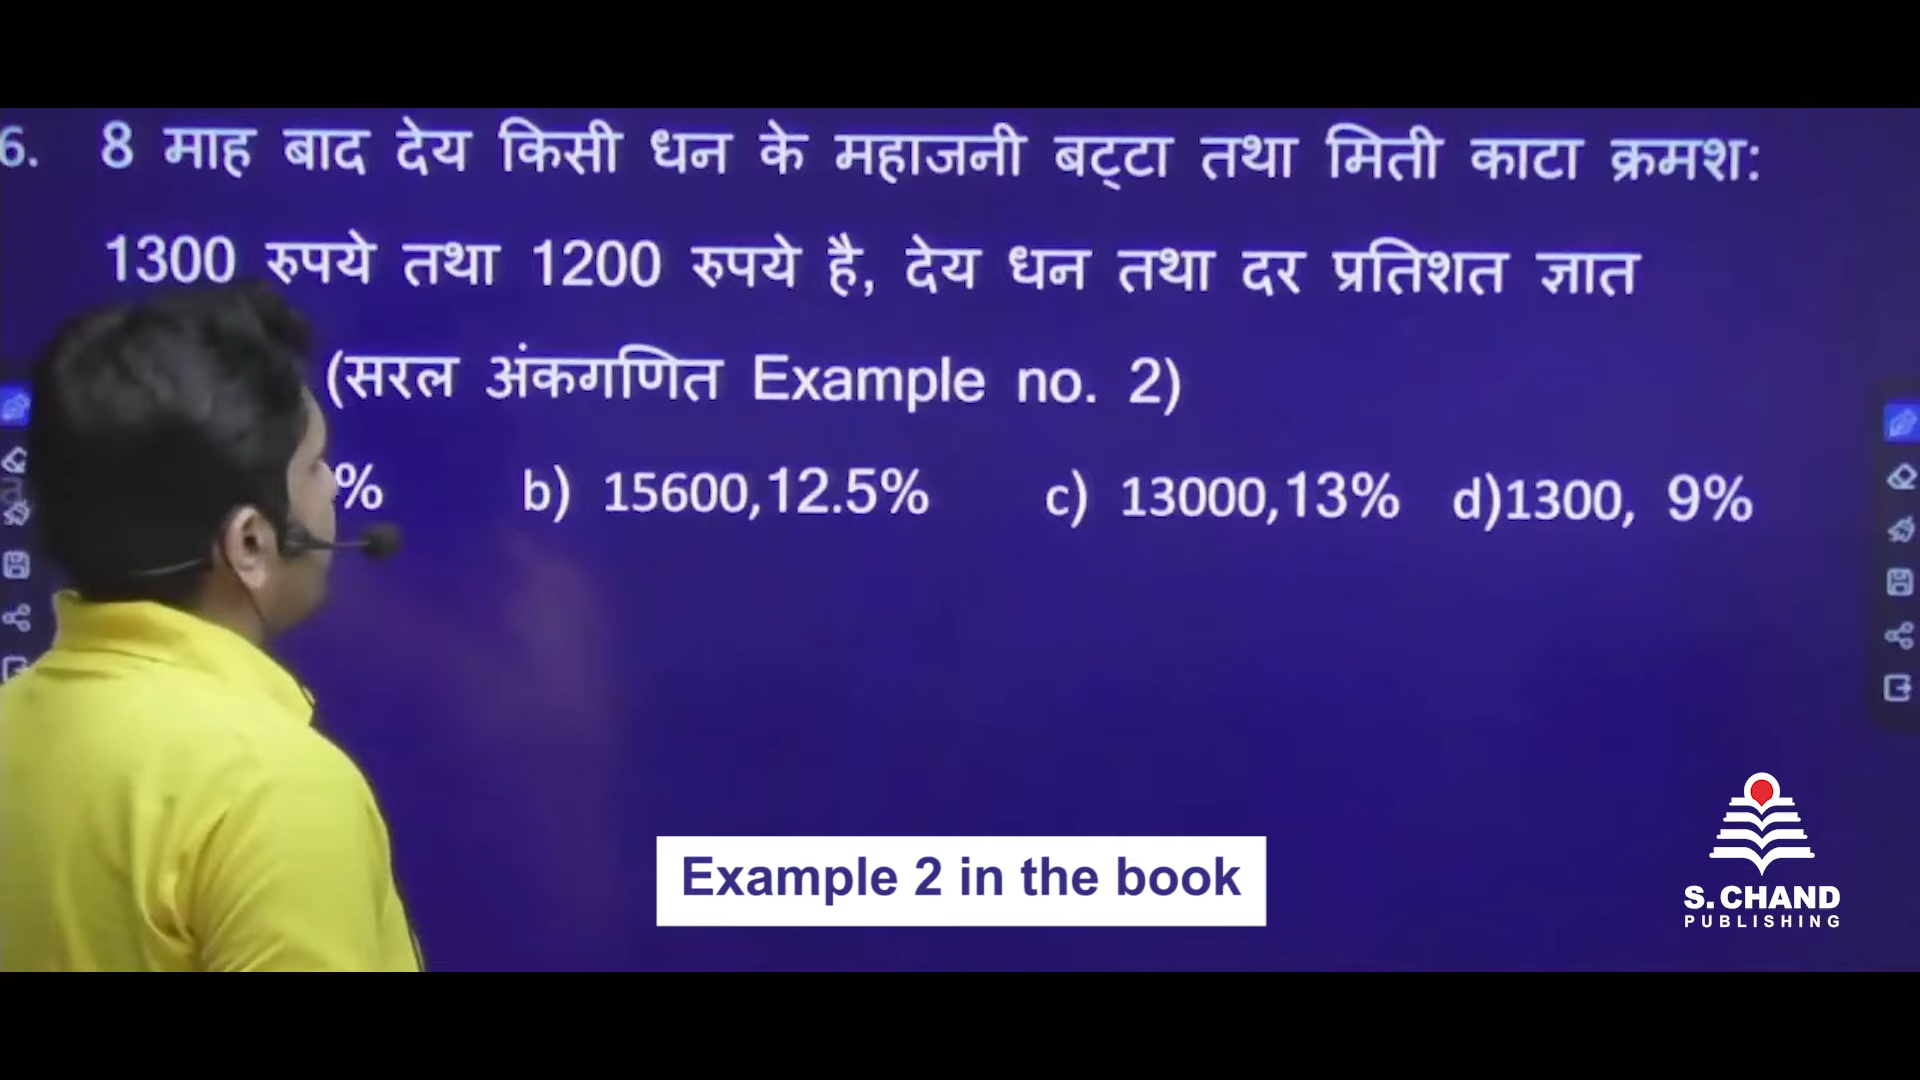 6. 8 माह बाद देय किसी धन के महाजनी बट्टा तथा मिती काटा क्रमश:
1300 रुपये तथा 1200 रुपये है, देय धन तथा दर प्रतिशत ज्ञात
(सरल अंकगणित Example no. 2)
% b) 15600,12.5% c) 13000,13% d)1300, 9%
Example 2 in the book
S. CHAND
PUBLISHING